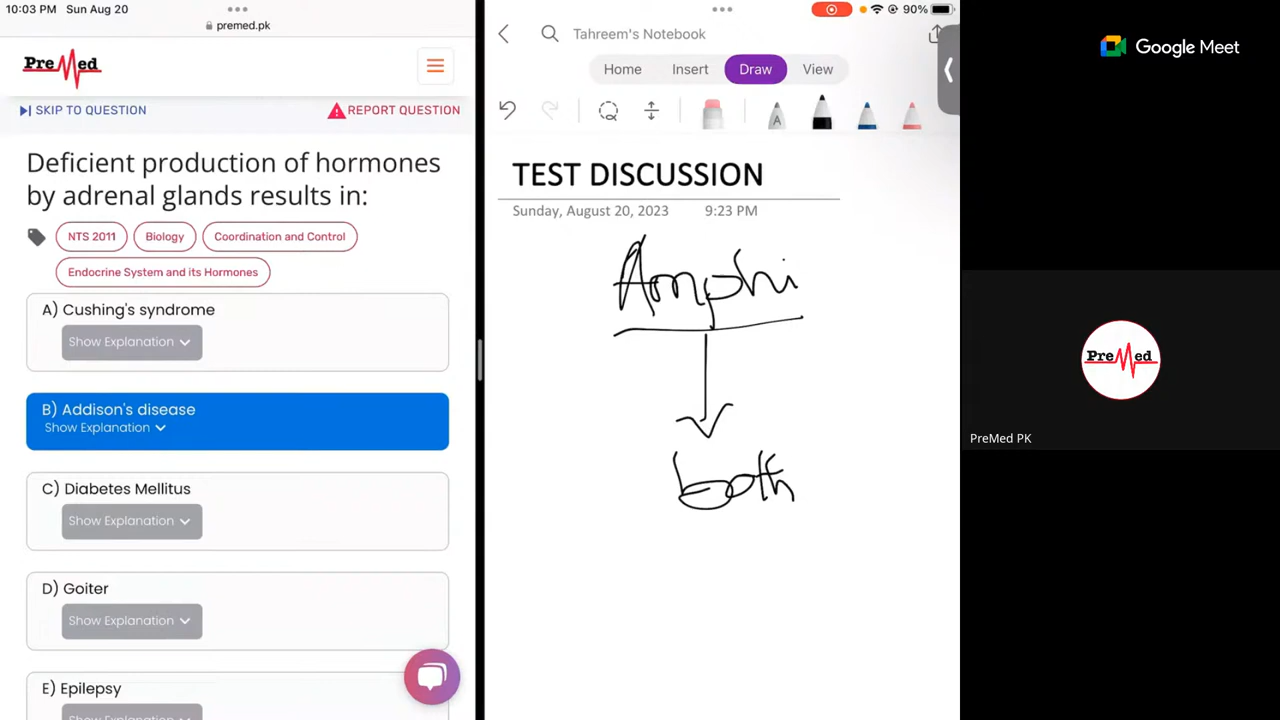 10:03 PM Sun Aug 20
premed.pk
PreMed
SKIP TO QUESTION
REPORT QUESTION
Deficient production of hormones
by adrenal glands results in:
NTS 2011
Biology
Coordination and Control
Endocrine System and its Hormones
A) Cushing's syndrome
Show Explanation
B) Addison's disease
Show Explanation
C) Diabetes Mellitus
Show Explanation
D) Goiter
Show Explanation
E) Epilepsy
Show Explanation
90%
Tahreem's Notebook
Home Insert Draw View
A
TEST DISCUSSION
Sunday, August 20, 2023 9:23 PM
Amphi
both
Google Meet
PreMed
PreMed PK